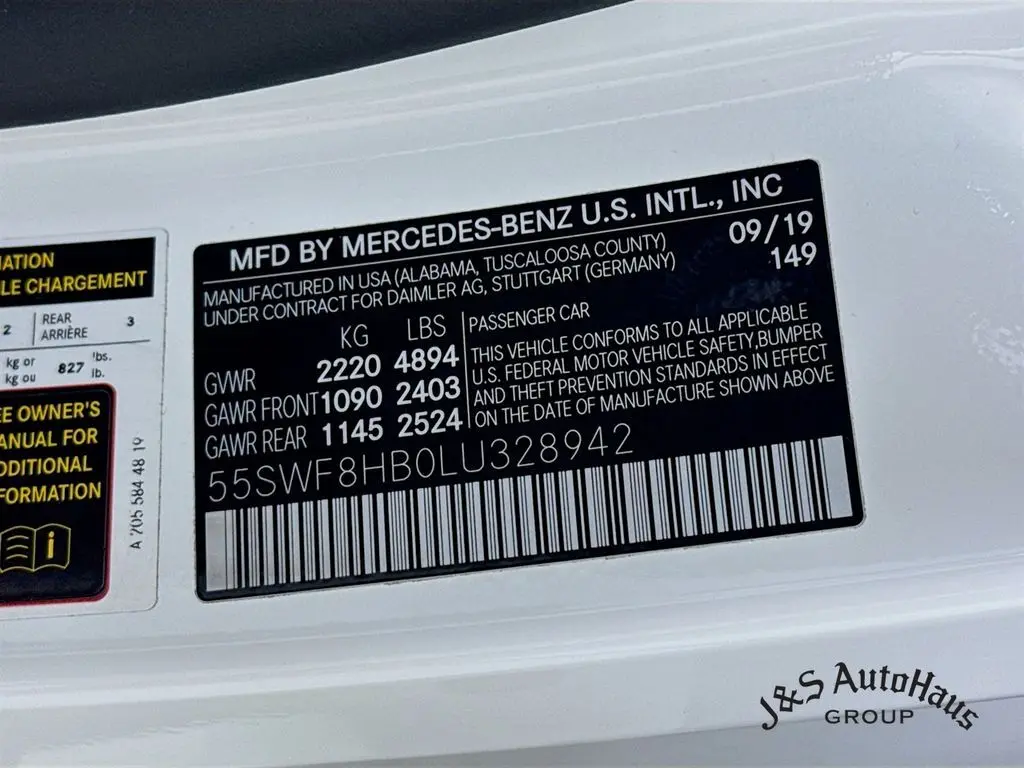 MATION
LE CHARGEMENT
2 REAR ARRIÈRE 3
kg or kg ou 827 lbs. lb.
EE OWNER'S
ANUAL FOR
DDITIONAL
FORMATION
A 205 584 48 19
MFD BY MERCEDES-BENZ U.S. INTL., INC
MANUFACTURED IN USA (ALABAMA, TUSCALOOSA COUNTY) 09/19
UNDER CONTRACT FOR DAIMLER AG, STUTTGART (GERMANY) 149
KG LBS
GVWR 2220 4894
GAWR FRONT 1090 2403
GAWR REAR 1145 2524
PASSENGER CAR
THIS VEHICLE CONFORMS TO ALL APPLICABLE
U.S. FEDERAL MOTOR VEHICLE SAFETY,BUMPER
AND THEFT PREVENTION STANDARDS IN EFFECT
ON THE DATE OF MANUFACTURE SHOWN ABOVE
55SWF8HB0LU328942
J&S AutoHaus
GROUP